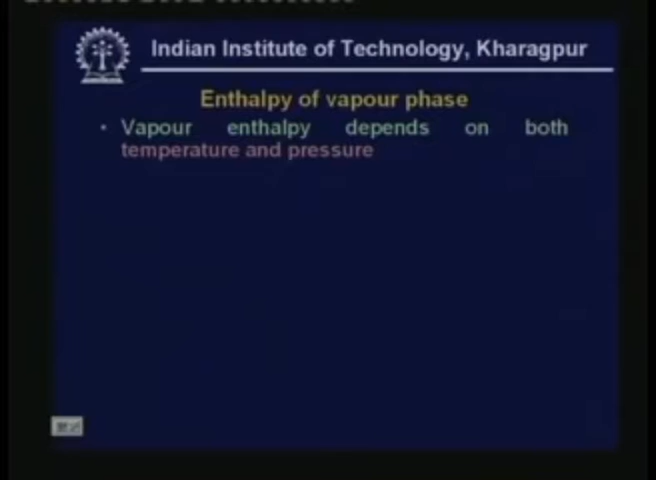 Indian Institute of Technology, Kharagpur
Enthalpy of vapour phase
• Vapour enthalpy depends on both
temperature and pressure